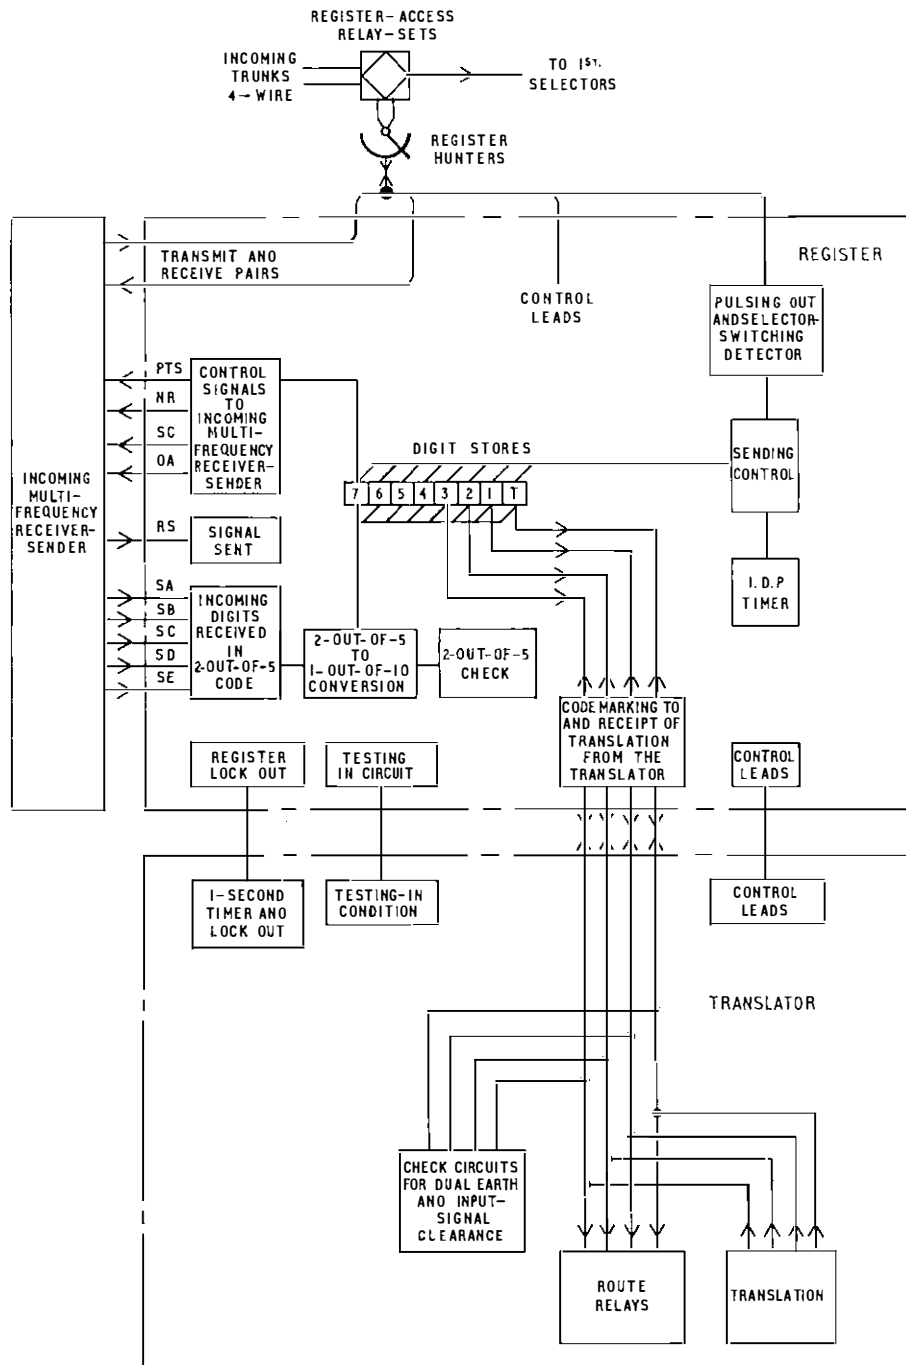 REGISTER-ACCESS
RELAY-SETS
INCOMING
TRUNKS
4-WIRE
TO 1ST.
SELECTORS
REGISTER
HUNTERS
REGISTER
TRANSMIT AND
RECEIVE PAIRS
CONTROL
LEADS
PULSING OUT
ANDSELECTOR-
SWITCHING
DETECTOR
PTS
NR
SC
OA
CONTROL
SIGNALS
TO
INCOMING
MULTI-
FREQUENCY
RECEIVER-
SENDER
DIGIT STORES
7 6 5 4 3 2 1 T
SENDING
CONTROL
INCOMING
MULTI-
FREQUENCY
RECEIVER-
SENDER
RS
SIGNAL
SENT
I.D.P
TIMER
SA
SB
SC
SD
SE
INCOMING
DIGITS
RECEIVED
IN
2-OUT-OF-5
CODE
2-OUT-OF-5
TO
1-OUT-OF-10
CONVERSION
2-OUT-OF-5
CHECK
CODE MARKING TO
AND RECEIPT OF
TRANSLATION
FROM THE
TRANSLATOR
REGISTER
LOCK OUT
TESTING
IN CIRCUIT
CONTROL
LEADS
1-SECOND
TIMER AND
LOCK OUT
TESTING-IN
CONDITION
CONTROL
LEADS
TRANSLATOR
CHECK CIRCUITS
FOR DUAL EARTH
AND INPUT-
SIGNAL
CLEARANCE
ROUTE
RELAYS
TRANSLATION